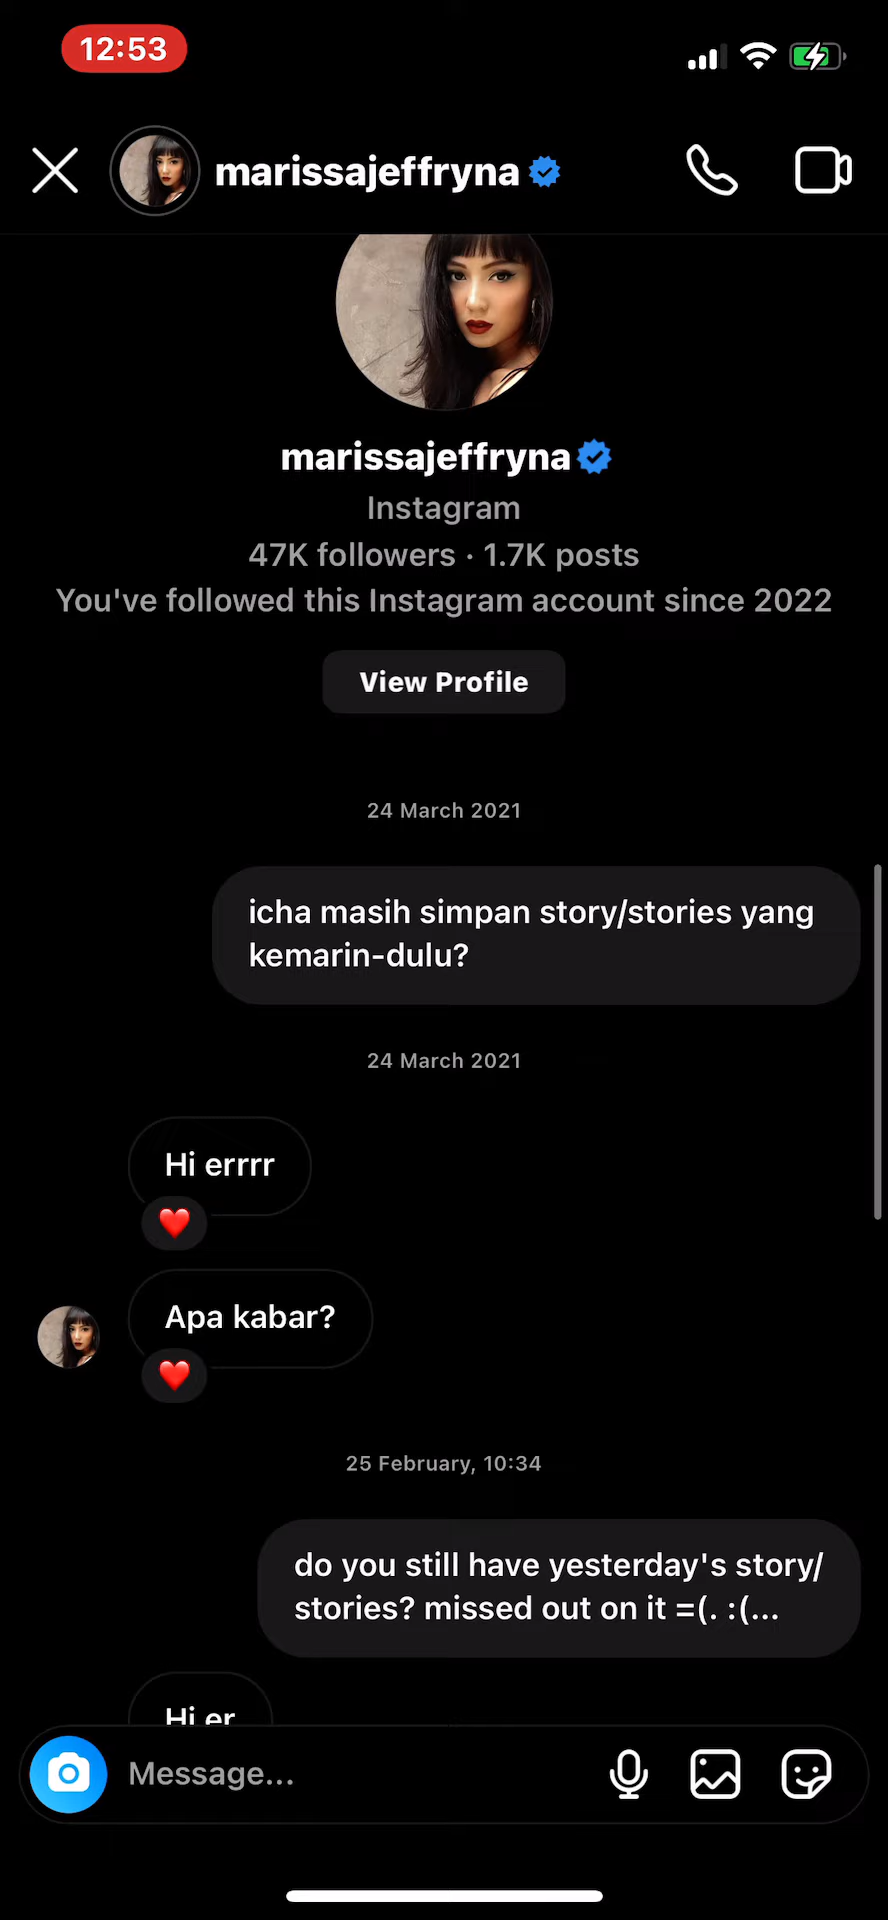 12:53
marissajeffryna
marissajeffryna
Instagram
47K followers · 1.7K posts
You've followed this Instagram account since 2022
View Profile
24 March 2021
icha masih simpan story/stories yang
kemarin-dulu?
24 March 2021
Hi errrr
Apa kabar?
25 February, 10:34
do you still have yesterday's story/
stories? missed out on it =(. :(...
Hi er
Message...